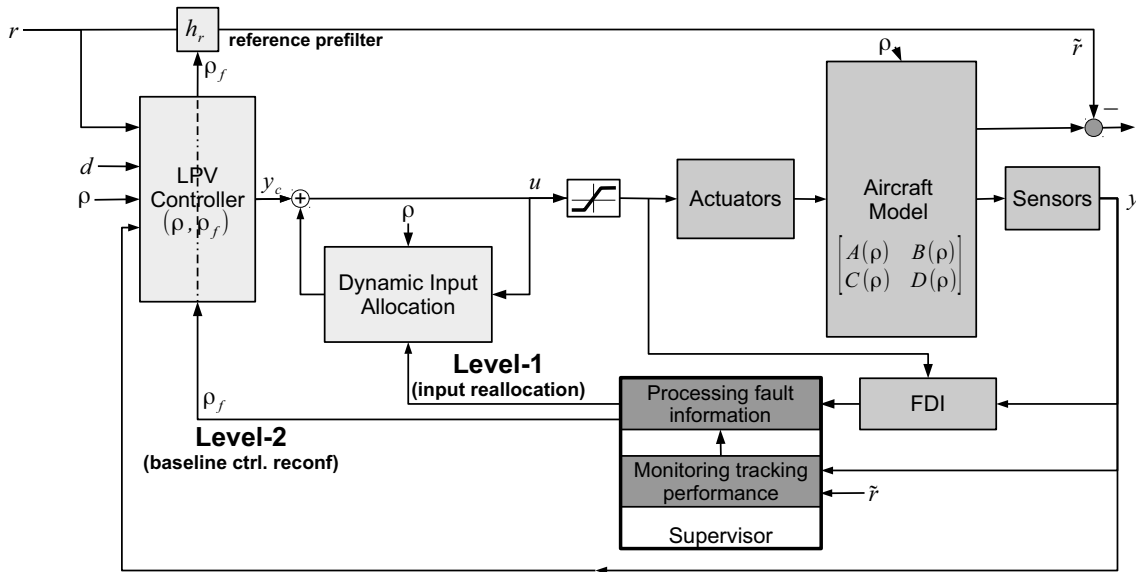 r
h_r
reference prefilter
ρ
r̃
ρ_f
−
LPV
Controller
(ρ, ρ_f)
d
ρ
y_c
+
u
ρ
Dynamic Input
Allocation
Actuators
Aircraft
Model
[A(ρ) B(ρ)
C(ρ) D(ρ)]
Sensors
y
Level-1
(input reallocation)
ρ_f
Level-2
(baseline ctrl. reconf)
Processing fault
information
FDI
Monitoring tracking
performance
r̃
Supervisor